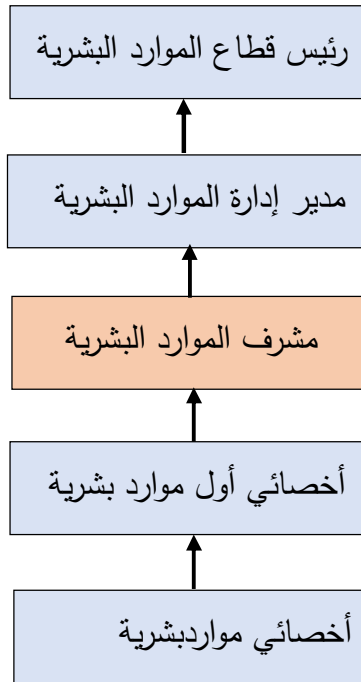 رئيس قطاع الموارد البشرية
مدير إدارة الموارد البشرية
مشرف الموارد البشرية
أخصائي أول موارد بشرية
أخصائي مواردبشرية